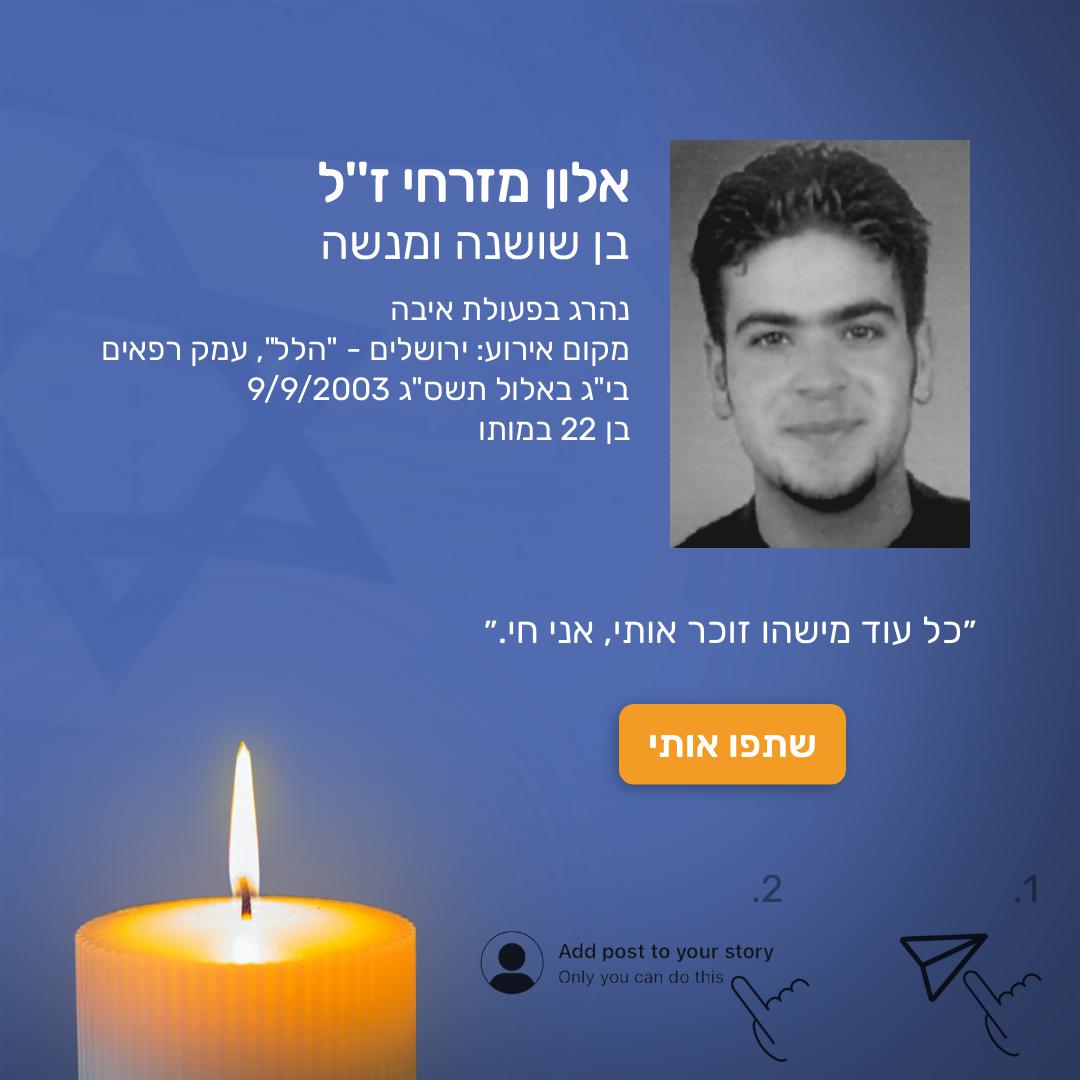 אלון מזרחי ז"ל
בן שושנה ומנשה
נהרג בפעולת איבה
מקום אירוע: ירושלים - "הלל", עמק רפאים
בי"ג באלול תשס"ג 9/9/2003
בן 22 במותו
״כל עוד מישהו זוכר אותי, אני חי.״
שתפו אותי
1.
2.
Add post to your story
Only you can do this